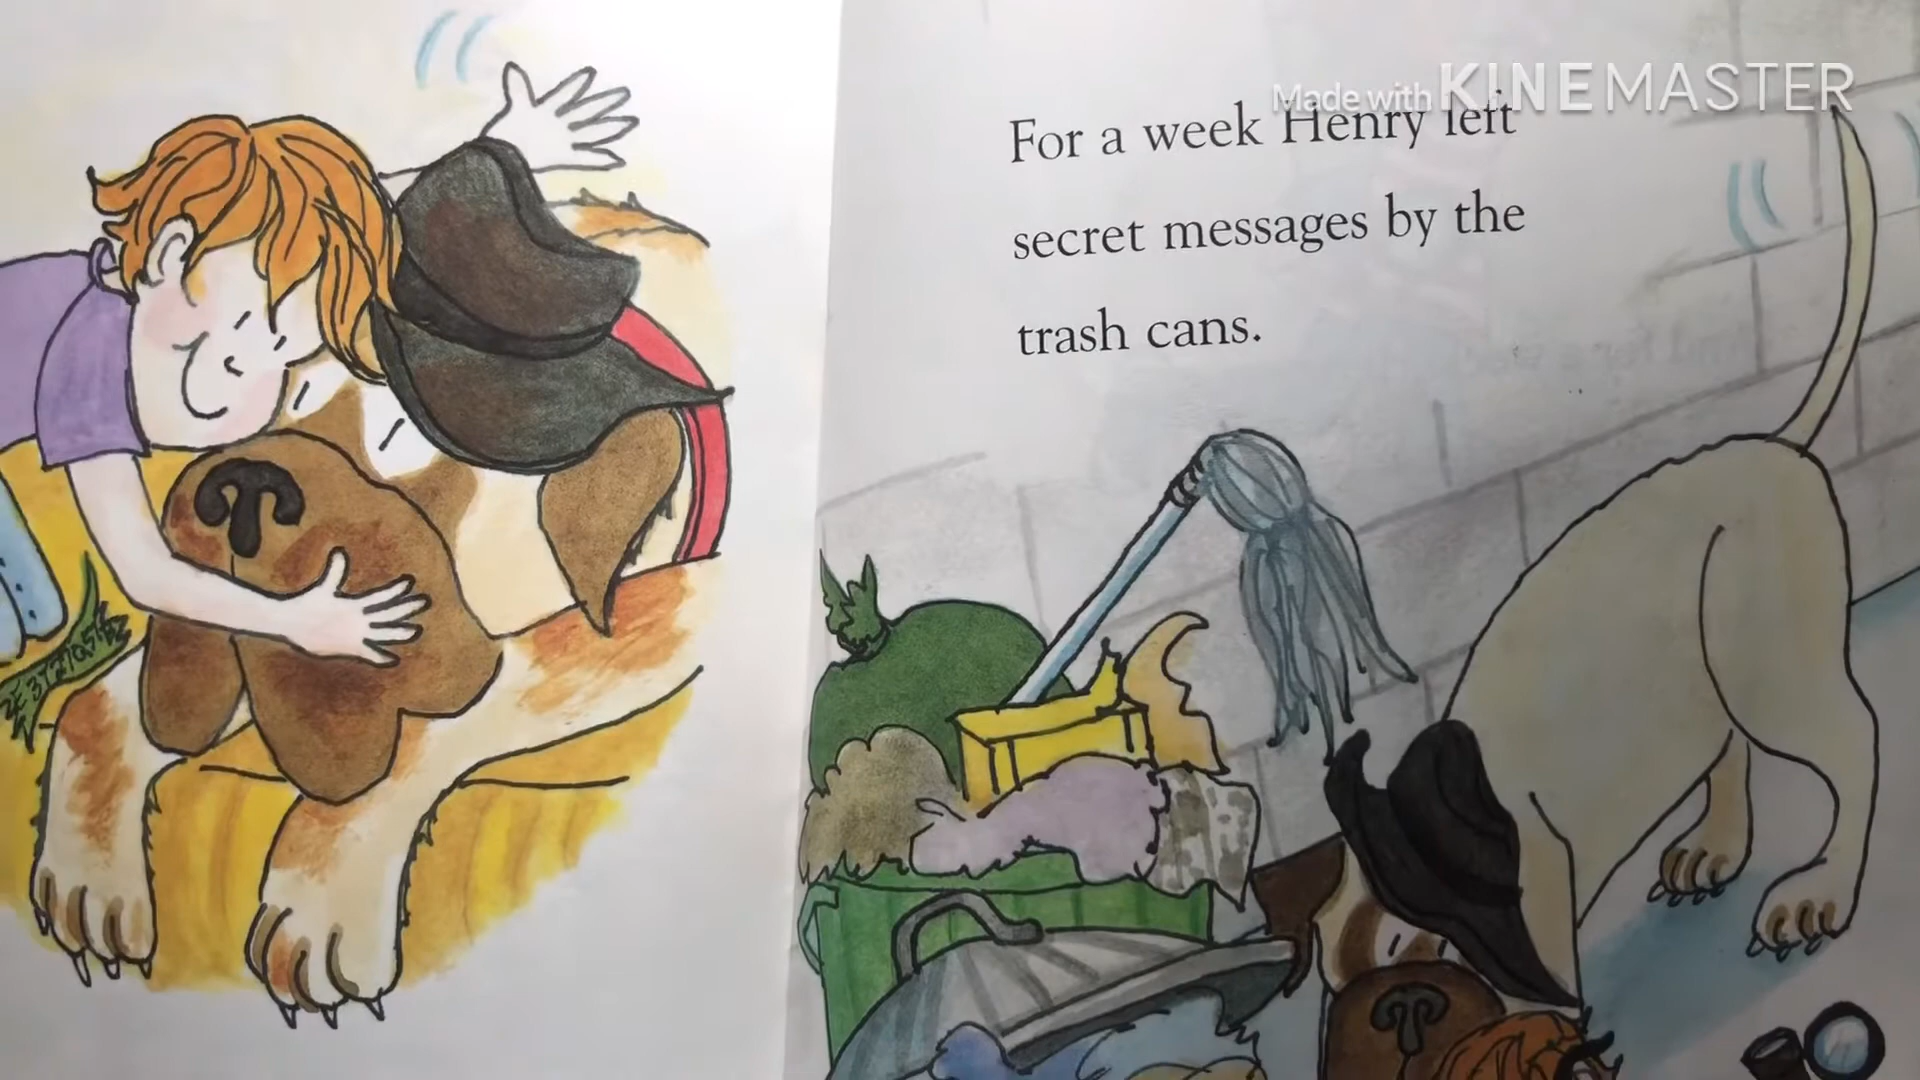 Made with KINEMASTER
For a week Henry left
secret messages by the
trash cans.